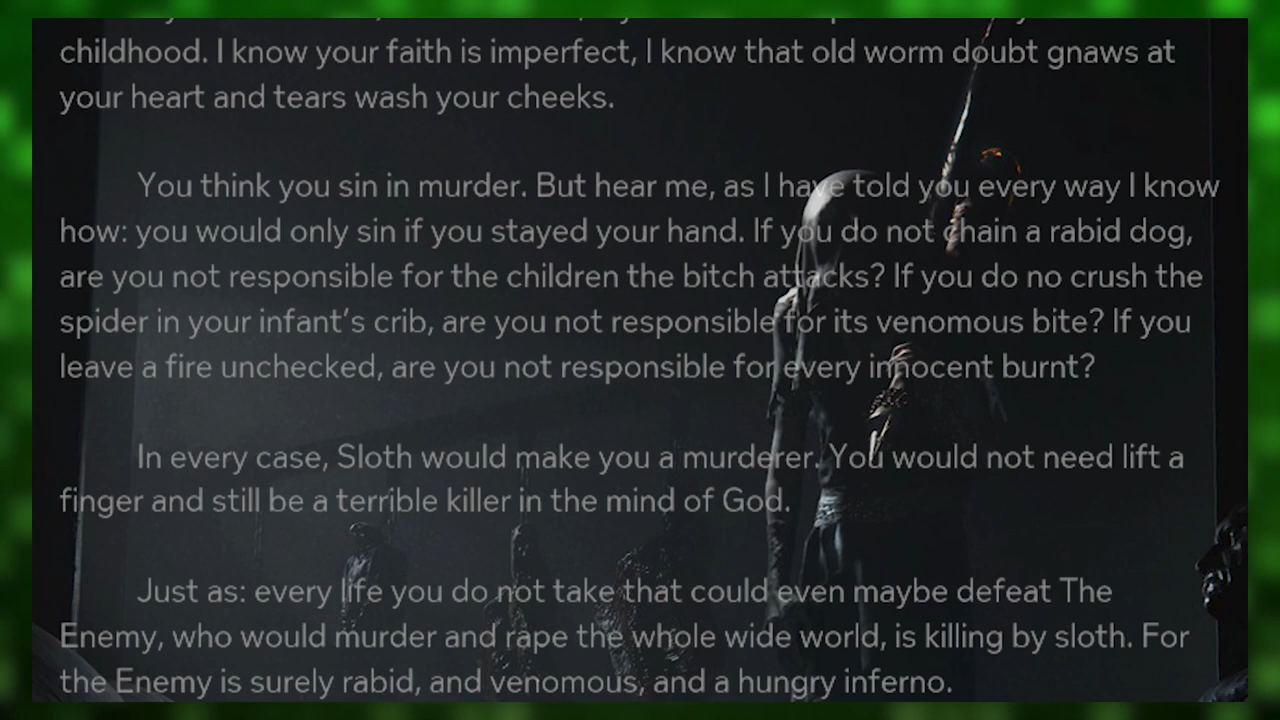 childhood. I know your faith is imperfect, I know that old worm doubt gnaws at
your heart and tears wash your cheeks.
You think you sin in murder. But hear me, as I have told you every way I know
how: you would only sin if you stayed your hand. If you do not chain a rabid dog,
are you not responsible for the children the bitch attacks? If you do no crush the
spider in your infant’s crib, are you not responsible for its venomous bite? If you
leave a fire unchecked, are you not responsible for every innocent burnt?
In every case, Sloth would make you a murderer. You would not need lift a
finger and still be a terrible killer in the mind of God.
Just as: every life you do not take that could even maybe defeat The
Enemy, who would murder and rape the whole wide world, is killing by sloth. For
the Enemy is surely rabid, and venomous, and a hungry inferno.